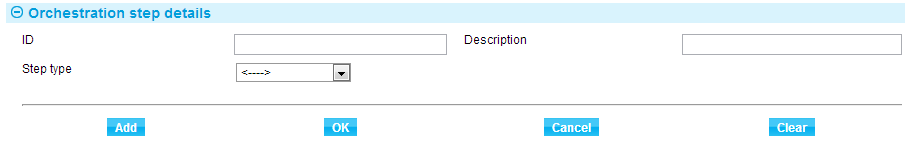 Orchestration step details
ID Description
Step type <---->
Add OK Cancel Clear